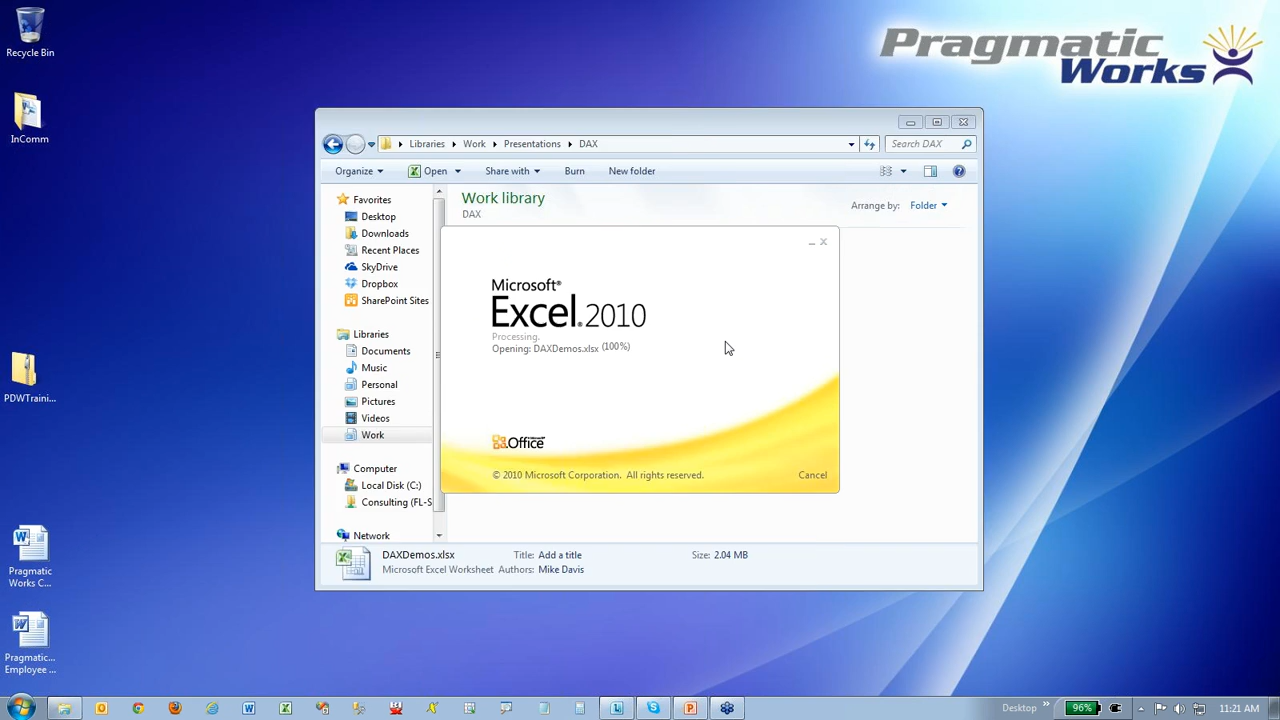 Recycle Bin
InComm
PDWTraini...
Pragmatic
Works C...
Pragmatic...
Employee ...
Pragmatic
Works
Libraries
Work
Presentations
DAX
Search DAX
Organize
Open
Share with
Burn
New folder
Favorites
Desktop
Downloads
Recent Places
SkyDrive
Dropbox
SharePoint Sites
Libraries
Documents
Music
Personal
Pictures
Videos
Work
Computer
Local Disk (C:)
Consulting (FL-S
Network
Work library
DAX
Arrange by: Folder
Microsoft®
Excel®2010
Processing.
Opening: DAXDemos.xlsx (100%)
Office
© 2010 Microsoft Corporation. All rights reserved.
Cancel
DAXDemos.xlsx Title: Add a title Size: 2.04 MB
Microsoft Excel Worksheet Authors: Mike Davis
Desktop » 96% 11:21 AM